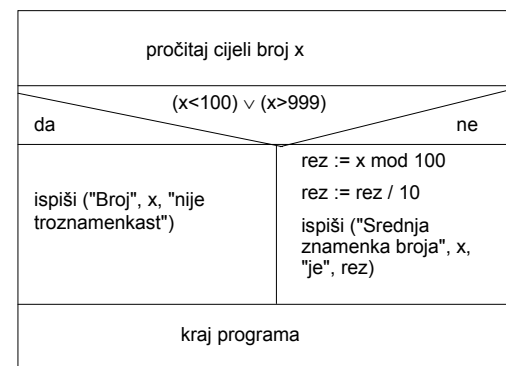 pročitaj cijeli broj x
(x<100) ∨ (x>999)
da
ne
ispiši ("Broj", x, "nije
troznamenkast")
rez := x mod 100
rez := rez / 10
ispiši ("Srednja
znamenka broja", x,
"je", rez)
kraj programa